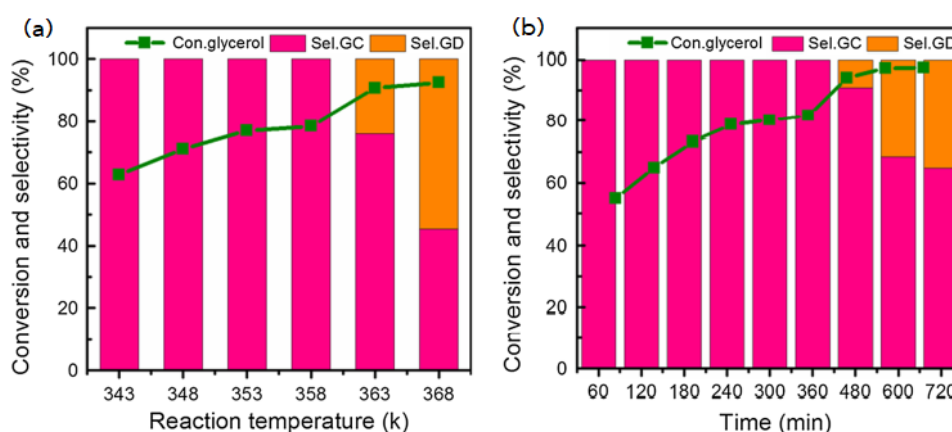 (a)
Con.glycerol Sel.GC Sel.GD
Conversion and selectivity (%)
100
80
60
40
20
0
343 348 353 358 363 368
Reaction temperature (k)
(b)
Con.glycerol Sel.GC Sel.GD
Conversion and selectivity (%)
100
80
60
40
20
0
60 120 180 240 300 360 480 600 720
Time (min)